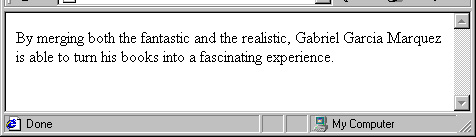 By merging both the fantastic and the realistic, Gabriel Garcia Marquez
is able to turn his books into a fascinating experience.
Done
My Computer